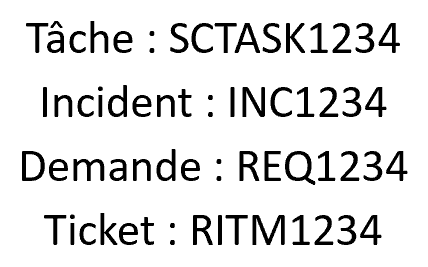 Tâche : SCTASK1234
Incident : INC1234
Demande : REQ1234
Ticket : RITM1234